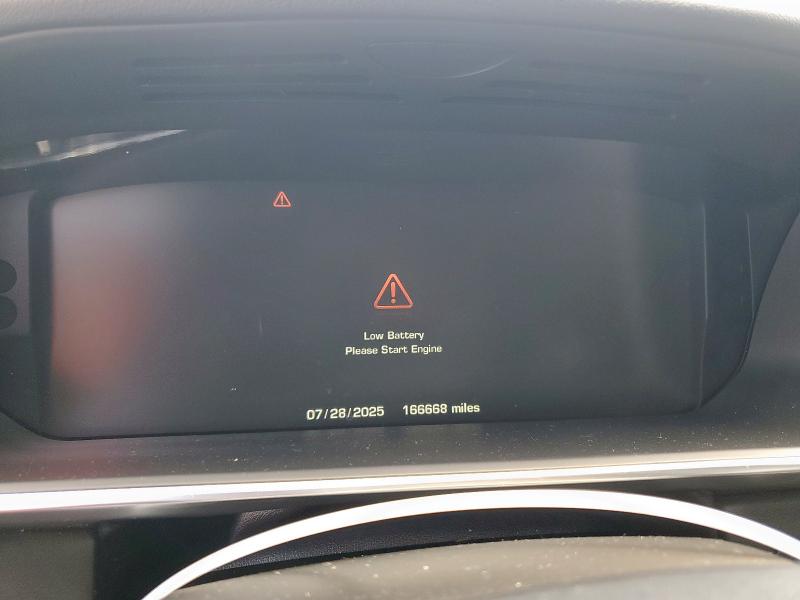 Low Battery
Please Start Engine
07/28/2025 166668 miles